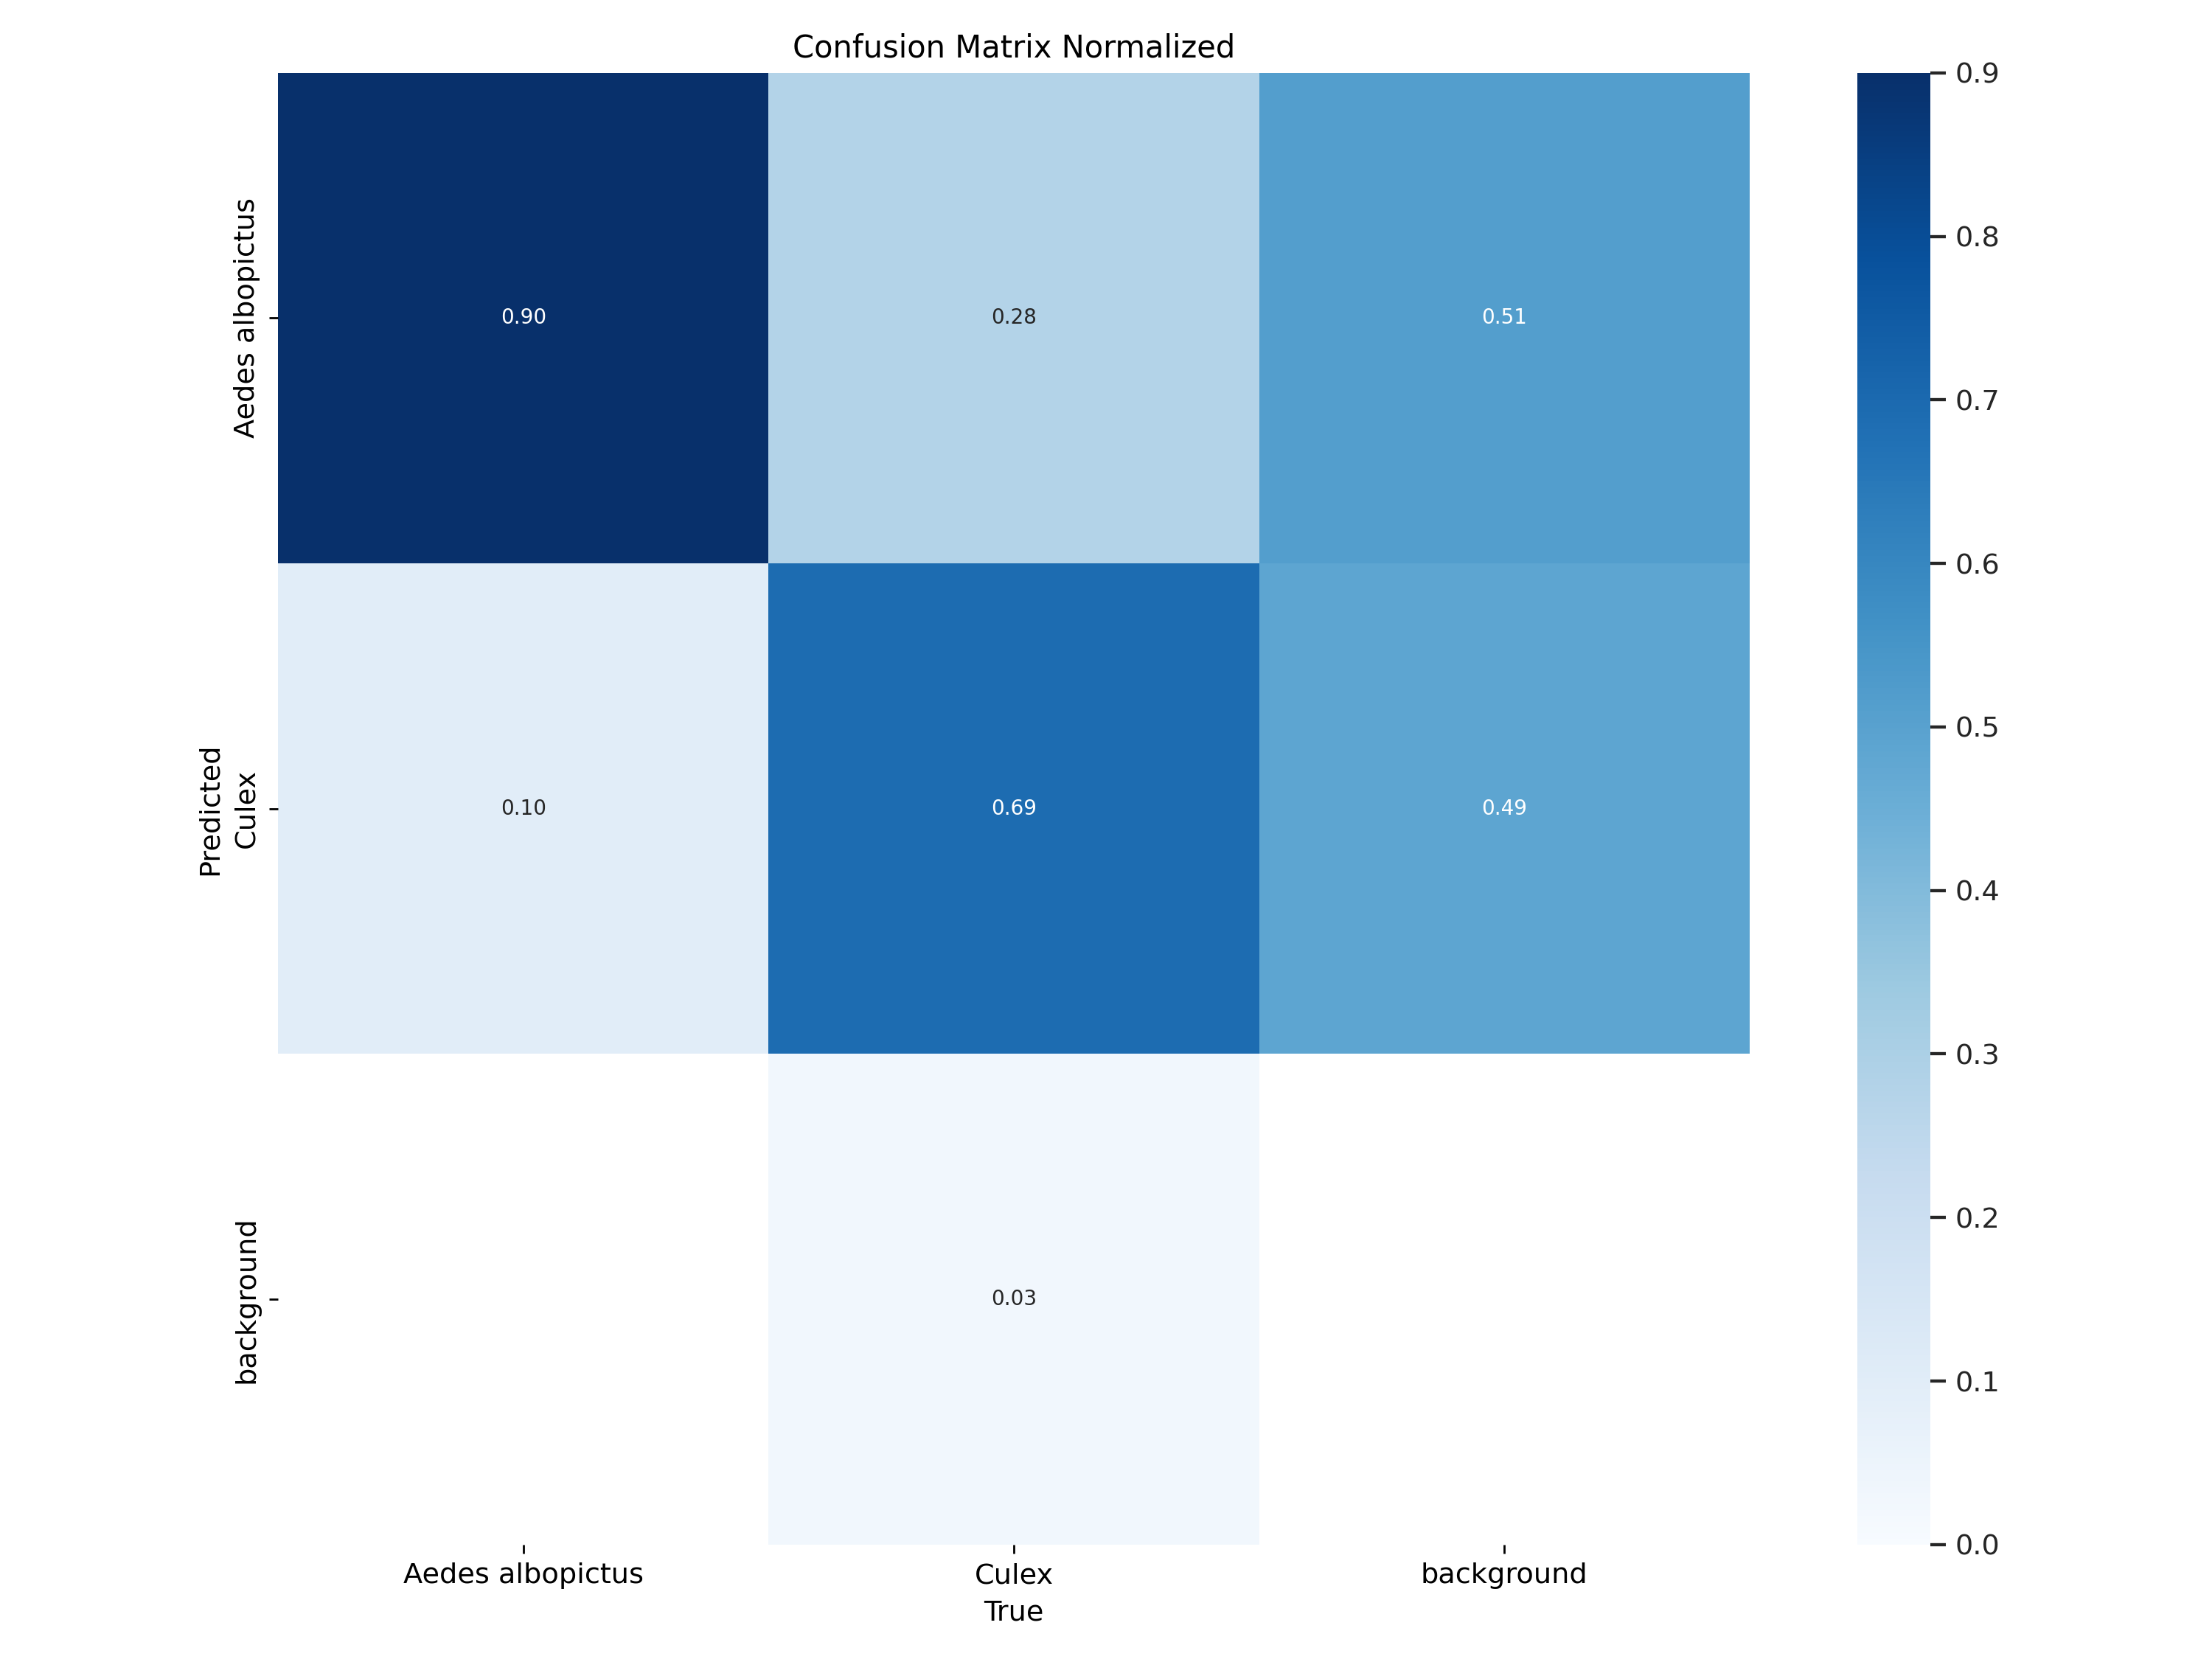 Confusion Matrix Normalized
Aedes albopictus
Culex
background
Predicted
0.90
0.28
0.51
0.10
0.69
0.49
0.03
Aedes albopictus
Culex
background
True
0.9
0.8
0.7
0.6
0.5
0.4
0.3
0.2
0.1
0.0